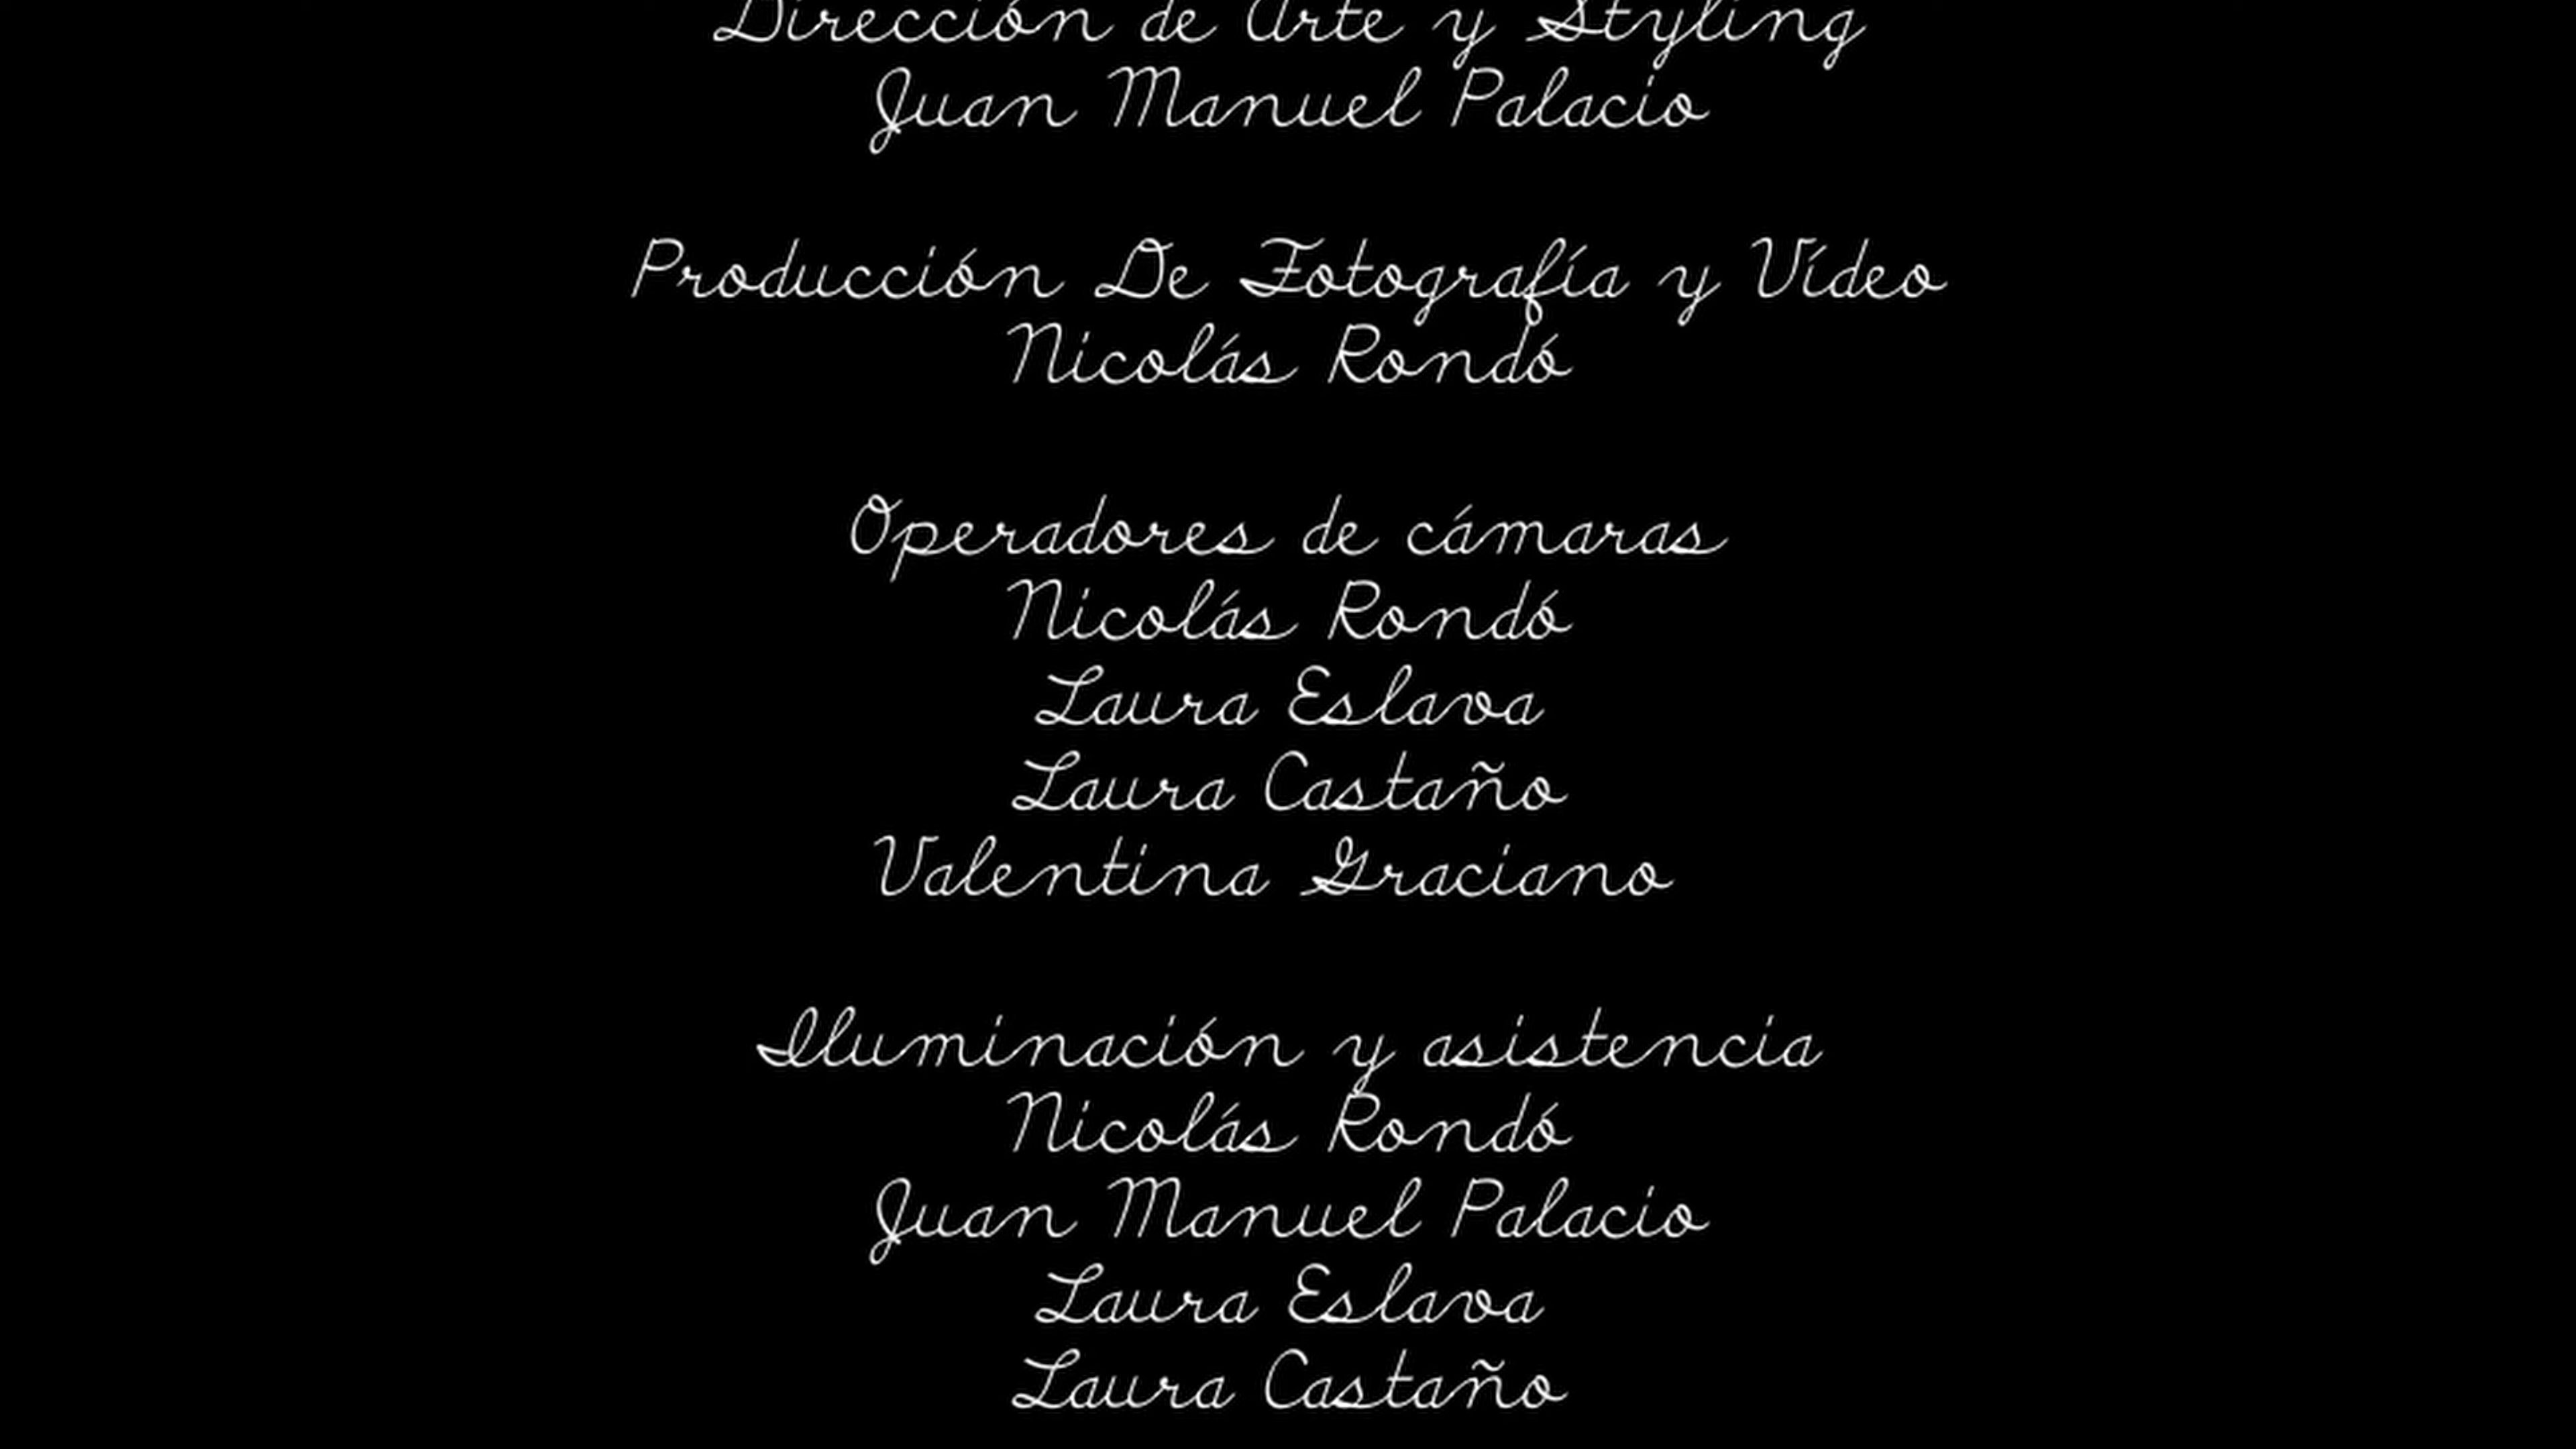 Dirección de Arte y Styling
Juan Manuel Palacio
Producción De Fotografía y Vídeo
Nicolás Rondó
Operadores de cámaras
Nicolás Rondó
Laura Eslava
Laura Castaño
Valentina Graciano
Iluminación y asistencia
Nicolás Rondó
Juan Manuel Palacio
Laura Eslava
Laura Castaño